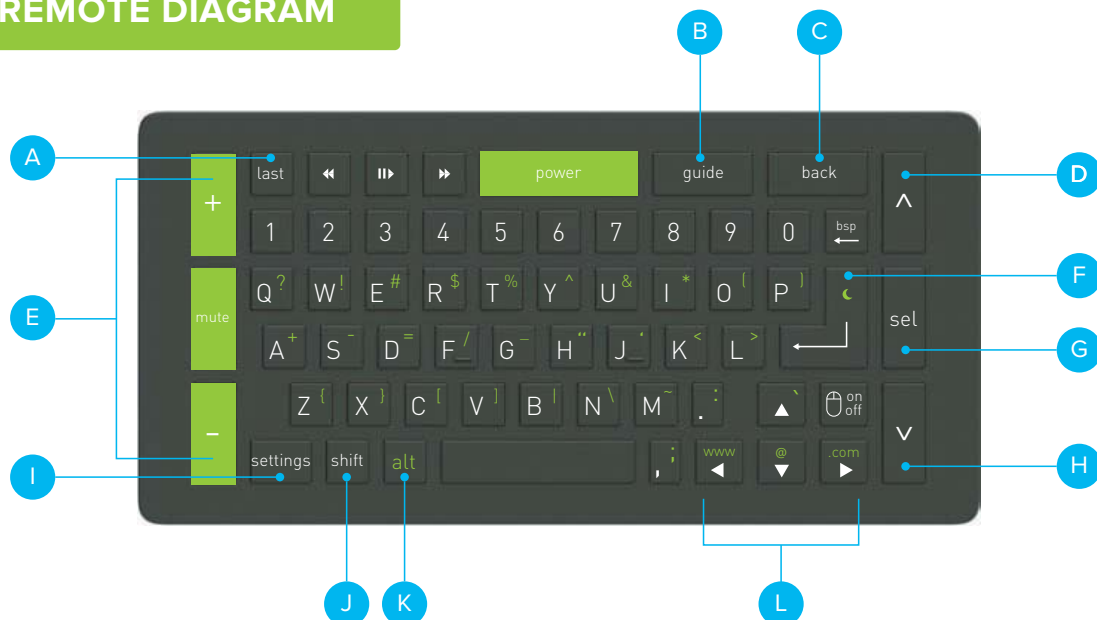 REMOTE DIAGRAM
B C
A D
last power guide back
+ ^
1 2 3 4 5 6 7 8 9 0 bsp
Q? W! E# R$ T% Y^ U& I* O( P) F
E mute sel
A+ S- D= F/ G– H“ J‘ K< L> G
Z{ X} C[ V] B| N\ M~ .: ` on
off
- v
settings shift alt ,; www @ .com
I H
J K L